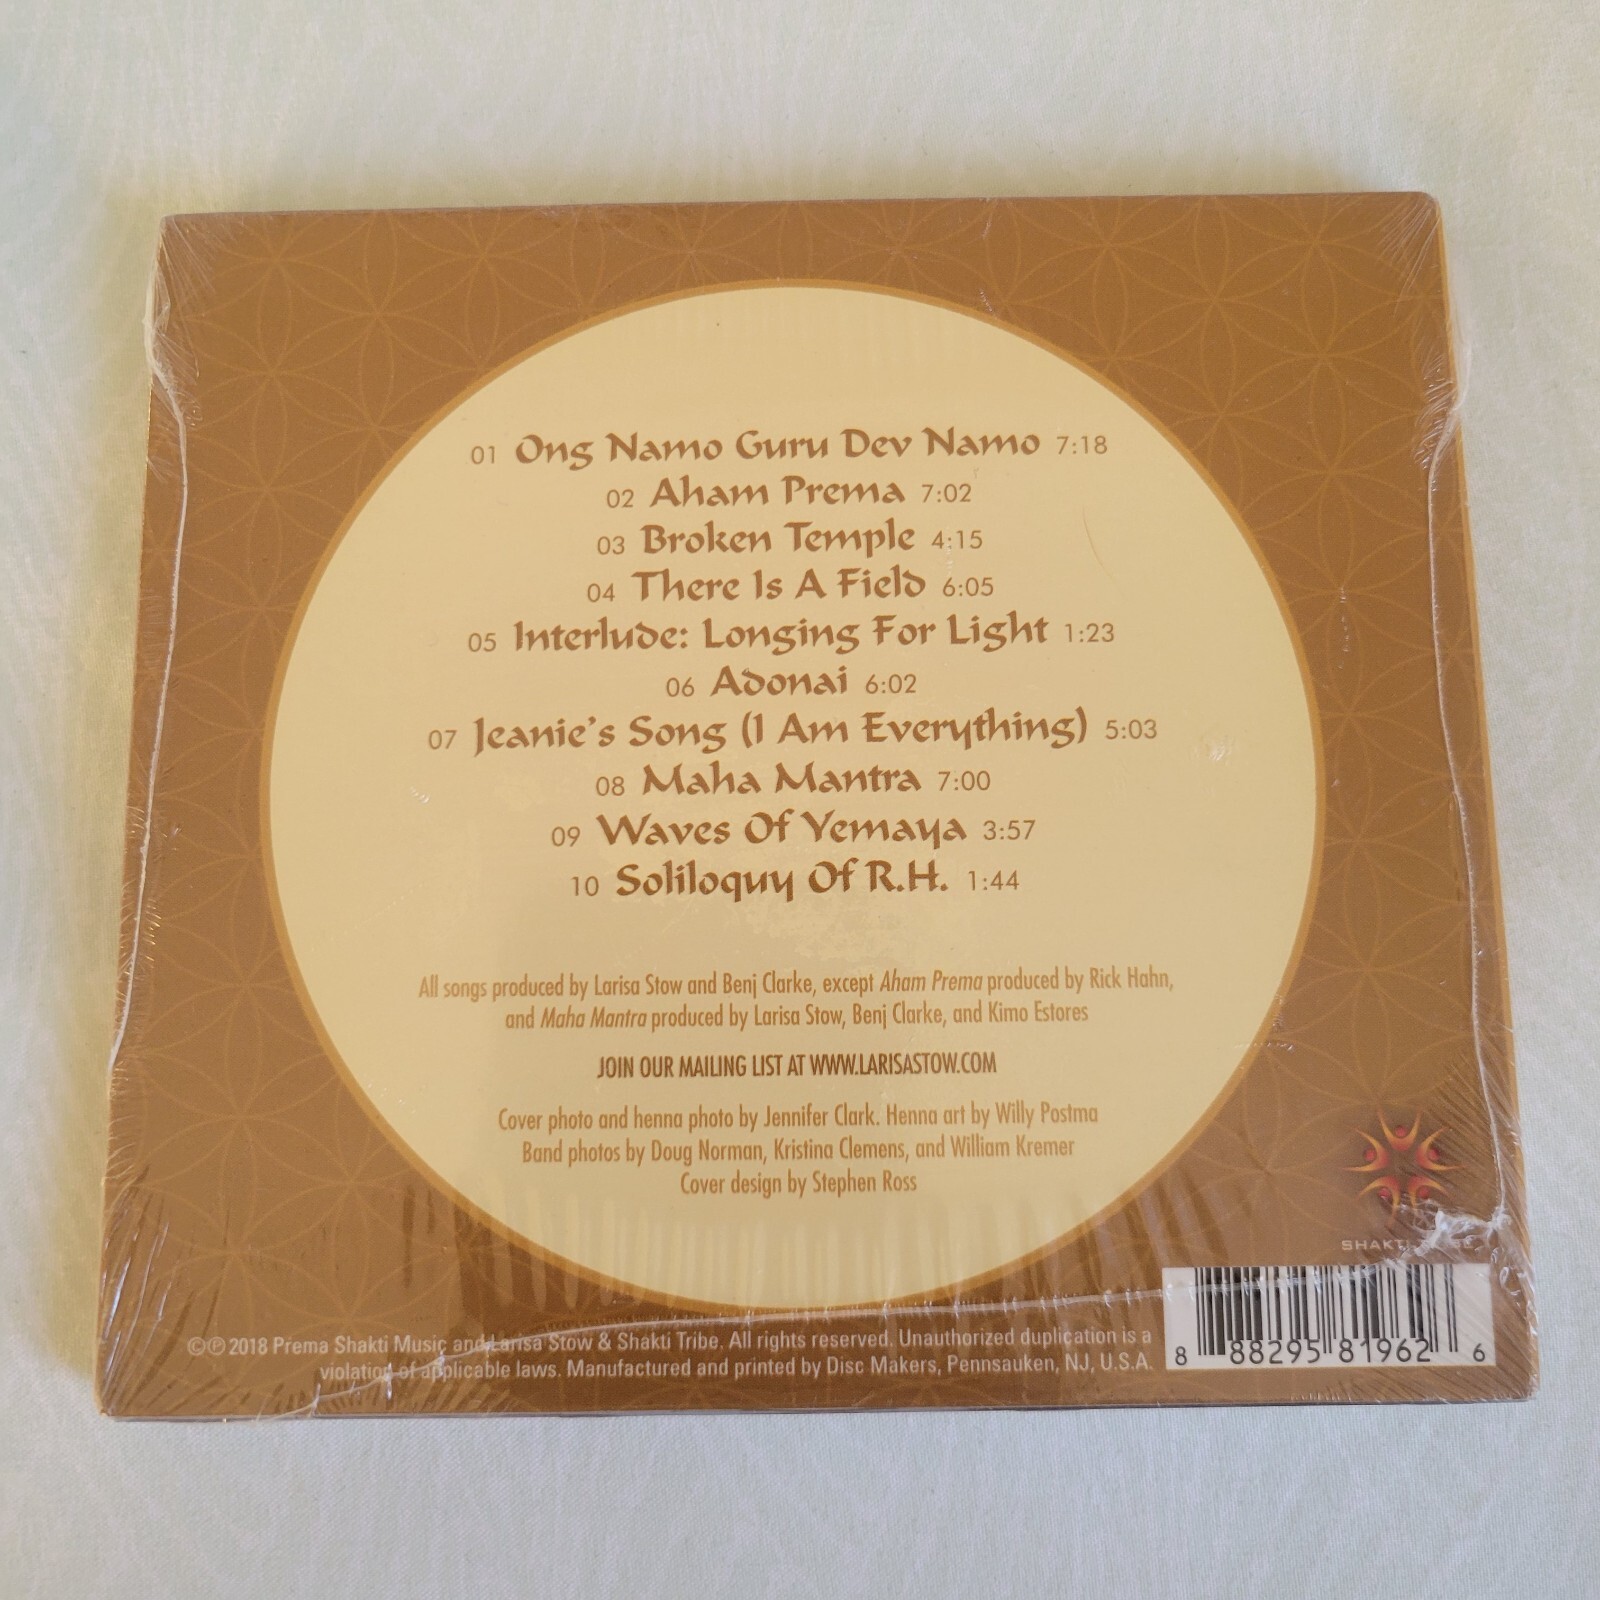 01 Ong Namo Guru Dev Namo 7:18
02 Aham Prema 7:02
03 Broken Temple 4:15
04 There Is A Field 6:05
05 Interlude: Longing For Light 1:23
06 Adonai 6:02
07 Jeanie's Song (I Am Everything) 5:03
08 Maha Mantra 7:00
09 Waves Of Yemaya 3:57
10 Soliloquy Of R.H. 1:44
All songs produced by Larisa Stow and Benj Clarke, except Aham Prema produced by Rick Hahn,
and Maha Mantra produced by Larisa Stow, Benj Clarke, and Kimo Estores
JOIN OUR MAILING LIST AT WWW.LARISASTOW.COM
Cover photo and henna photo by Jennifer Clark. Henna art by Willy Postma
Band photos by Doug Norman, Kristina Clemens, and William Kremer
Cover design by Stephen Ross
SHAKTI
©℗ 2018 Prema Shakti Music and Larisa Stow & Shakti Tribe. All rights reserved. Unauthorized duplication is a
violation of applicable laws. Manufactured and printed by Disc Makers, Pennsauken, NJ, U.S.A.
8 88295 81962 6